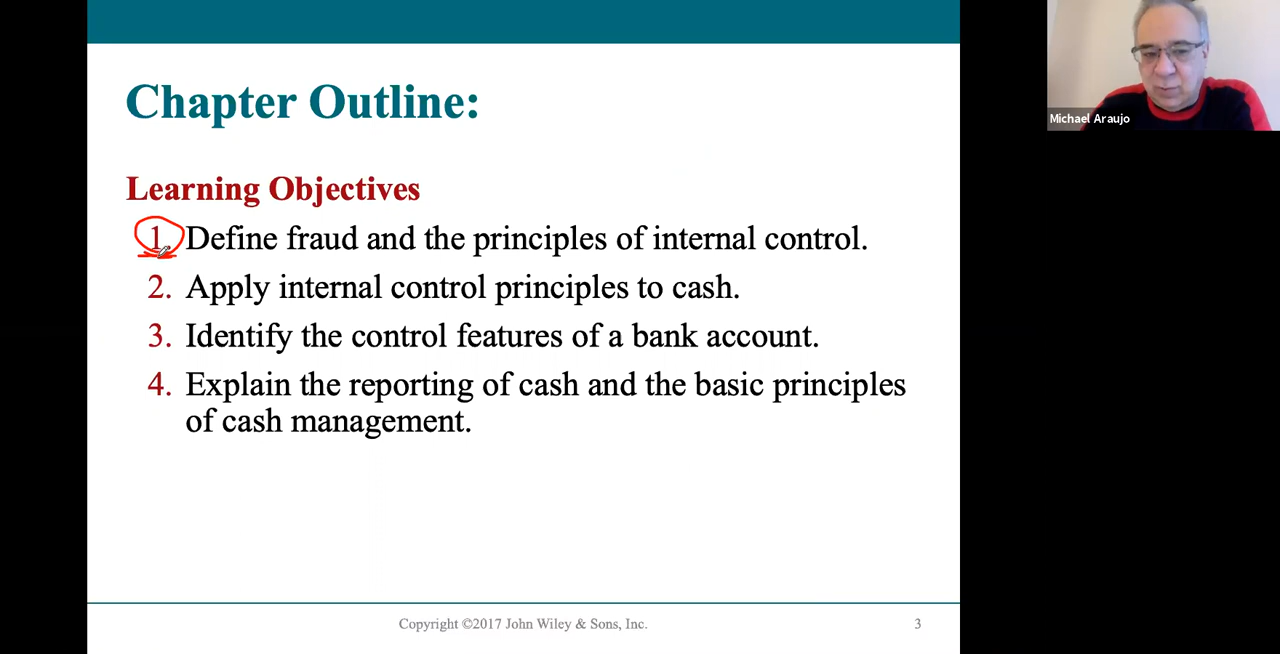 Chapter Outline:
Michael Araujo
Learning Objectives
1. Define fraud and the principles of internal control.
2. Apply internal control principles to cash.
3. Identify the control features of a bank account.
4. Explain the reporting of cash and the basic principles
of cash management.
Copyright ©2017 John Wiley & Sons, Inc.
3